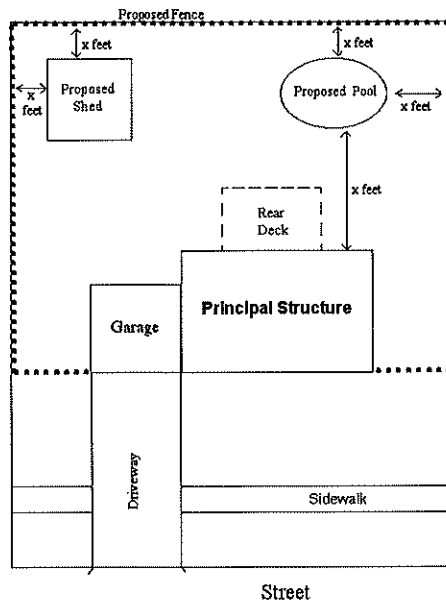 Proposed Fence
x feet
x feet
x
feet
Proposed
Shed
Proposed Pool
x
feet
x feet
Rear
Deck
Principal Structure
Garage
Driveway
Sidewalk
Street